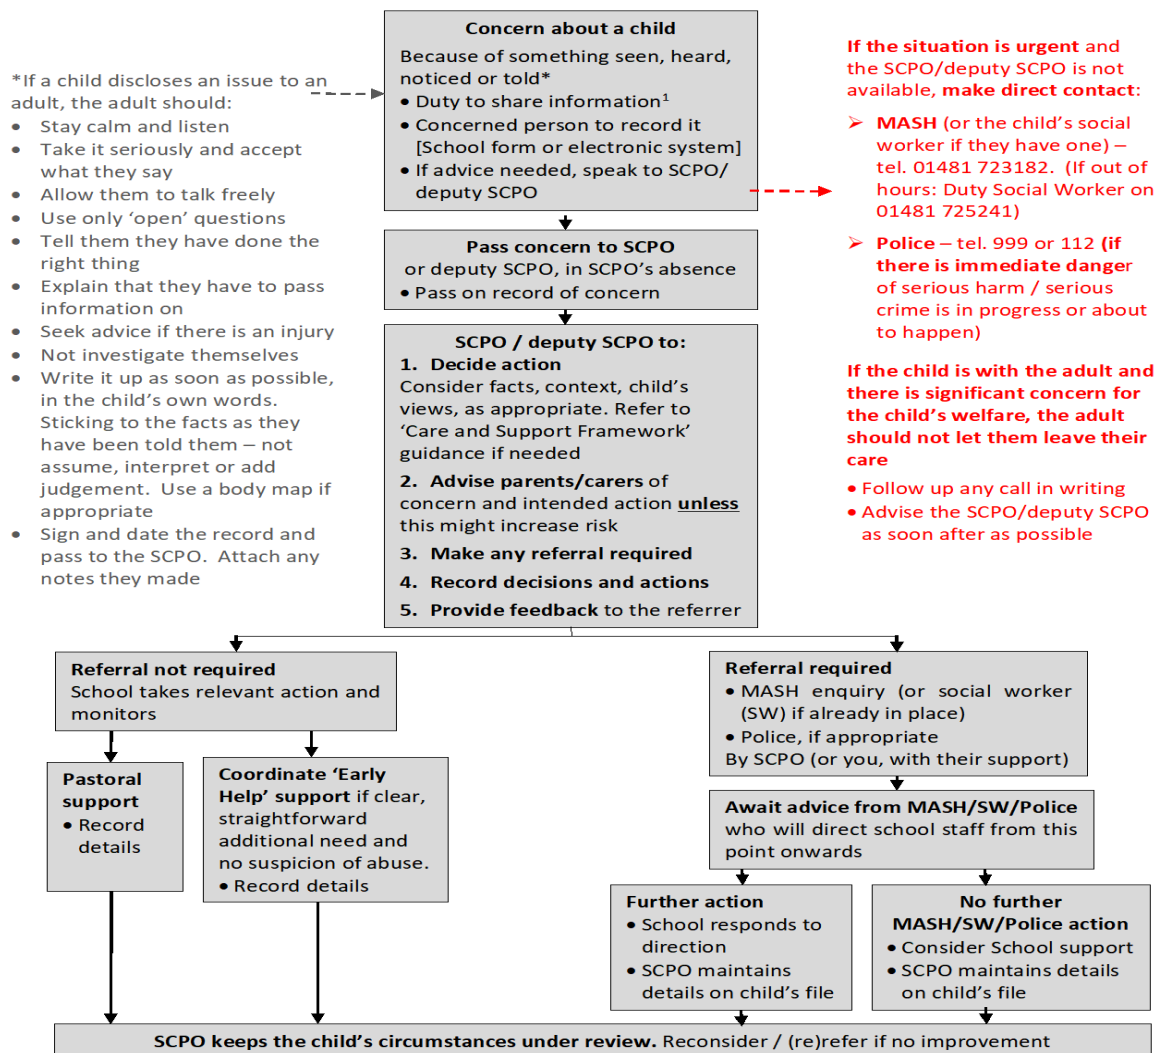 Concern about a child
Because of something seen, heard,
noticed or told*
• Duty to share information¹
• Concerned person to record it
[School form or electronic system]
• If advice needed, speak to SCPO/
deputy SCPO
*If a child discloses an issue to an
adult, the adult should:
• Stay calm and listen
• Take it seriously and accept
what they say
• Allow them to talk freely
• Use only ‘open’ questions
• Tell them they have done the
right thing
• Explain that they have to pass
information on
• Seek advice if there is an injury
• Not investigate themselves
• Write it up as soon as possible,
in the child’s own words.
Sticking to the facts as they
have been told them – not
assume, interpret or add
judgement. Use a body map if
appropriate
• Sign and date the record and
pass to the SCPO. Attach any
notes they made
If the situation is urgent and
the SCPO/deputy SCPO is not
available, make direct contact:
➢ MASH (or the child’s social
worker if they have one) –
tel. 01481 723182. (If out of
hours: Duty Social Worker on
01481 725241)
➢ Police – tel. 999 or 112 (if
there is immediate danger
of serious harm / serious
crime is in progress or about
to happen)
If the child is with the adult and
there is significant concern for
the child’s welfare, the adult
should not let them leave their
care
• Follow up any call in writing
• Advise the SCPO/deputy SCPO
as soon after as possible
Pass concern to SCPO
or deputy SCPO, in SCPO’s absence
• Pass on record of concern
SCPO / deputy SCPO to:
1. Decide action
Consider facts, context, child’s
views, as appropriate. Refer to
‘Care and Support Framework’
guidance if needed
2. Advise parents/carers of
concern and intended action unless
this might increase risk
3. Make any referral required
4. Record decisions and actions
5. Provide feedback to the referrer
Referral not required
School takes relevant action and
monitors
Pastoral
support
• Record
details
Coordinate ‘Early
Help’ support if clear,
straightforward
additional need and
no suspicion of abuse.
• Record details
Referral required
• MASH enquiry (or social worker
(SW) if already in place)
• Police, if appropriate
By SCPO (or you, with their support)
Await advice from MASH/SW/Police
who will direct school staff from this
point onwards
Further action
• School responds to
direction
• SCPO maintains
details on child’s file
No further
MASH/SW/Police action
• Consider School support
• SCPO maintains details
on child’s file
SCPO keeps the child’s circumstances under review. Reconsider / (re)refer if no improvement